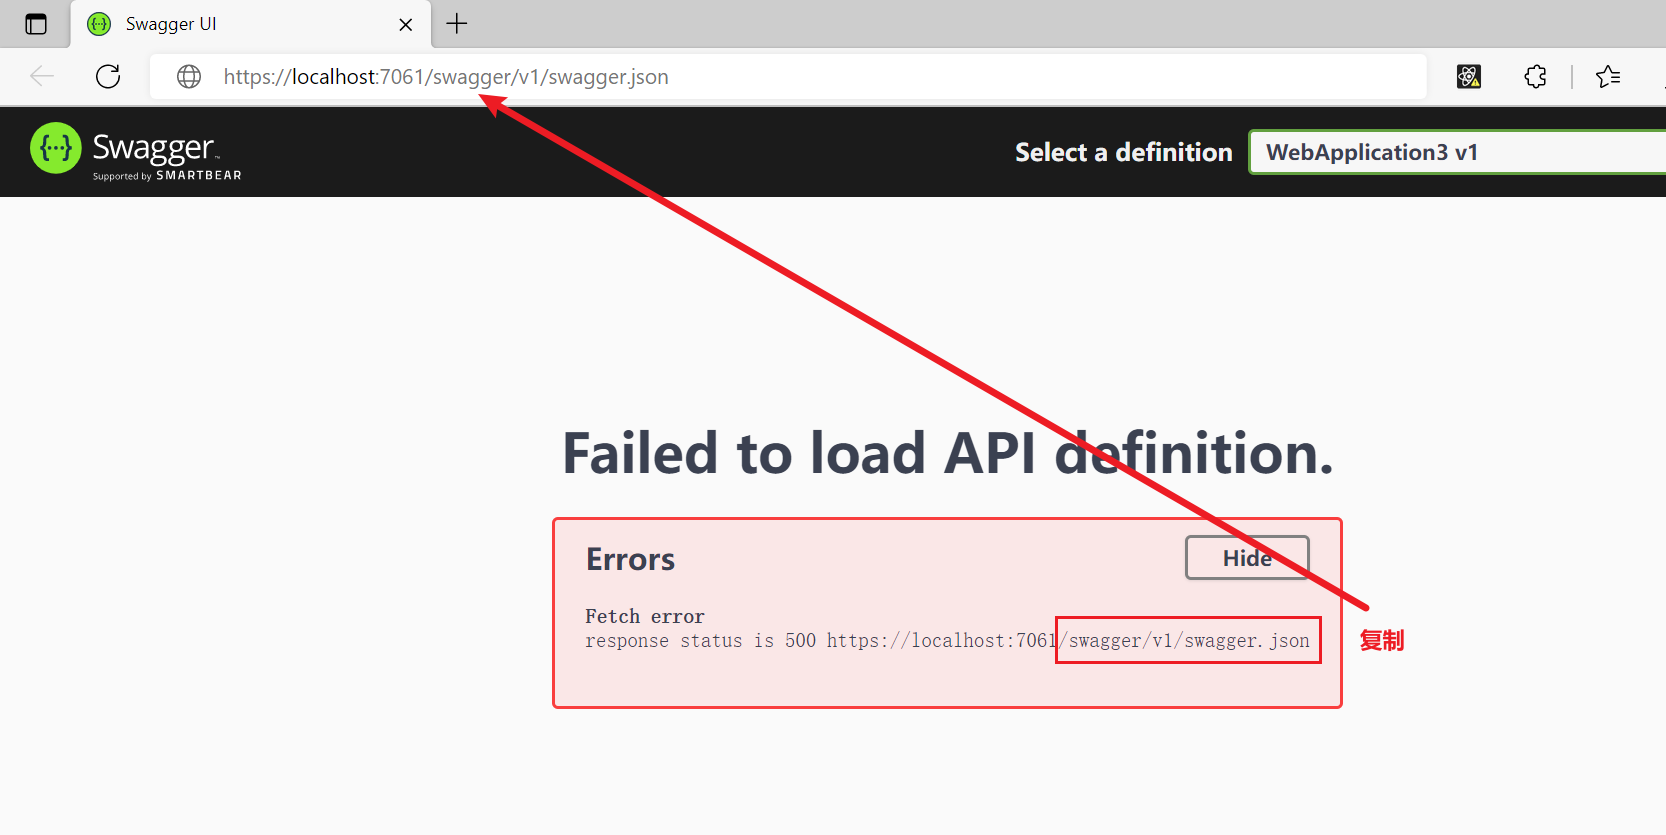 Swagger UI
https://localhost:7061/swagger/v1/swagger.json
Swagger
Supported by SMARTBEAR
Select a definition
WebApplication3 v1
Failed to load API definition.
Errors
Hide
Fetch error
response status is 500 https://localhost:7061/swagger/v1/swagger.json
复制